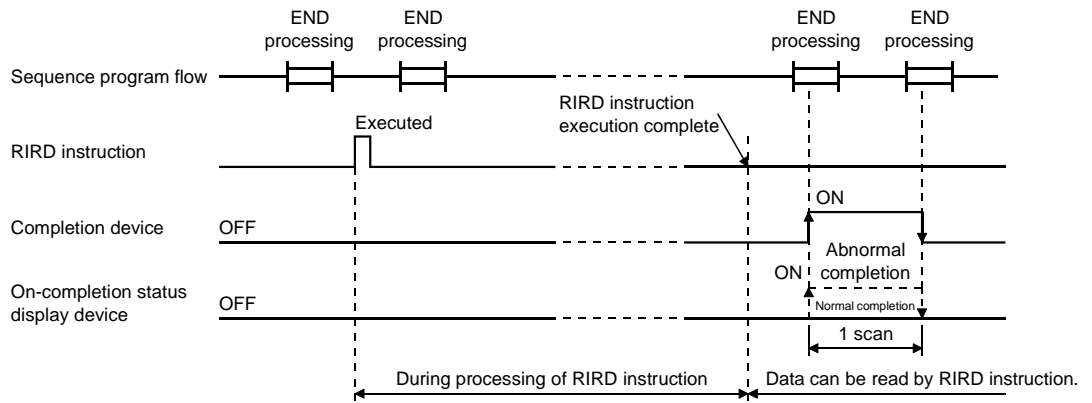 END
processing
END
processing
END
processing
END
processing
Sequence program flow
RIRD instruction
execution complete
Executed
RIRD instruction
ON
Completion device
OFF
Abnormal
completion
ON
On-completion status
display device
OFF
Normal completion
1 scan
During processing of RIRD instruction
Data can be read by RIRD instruction.